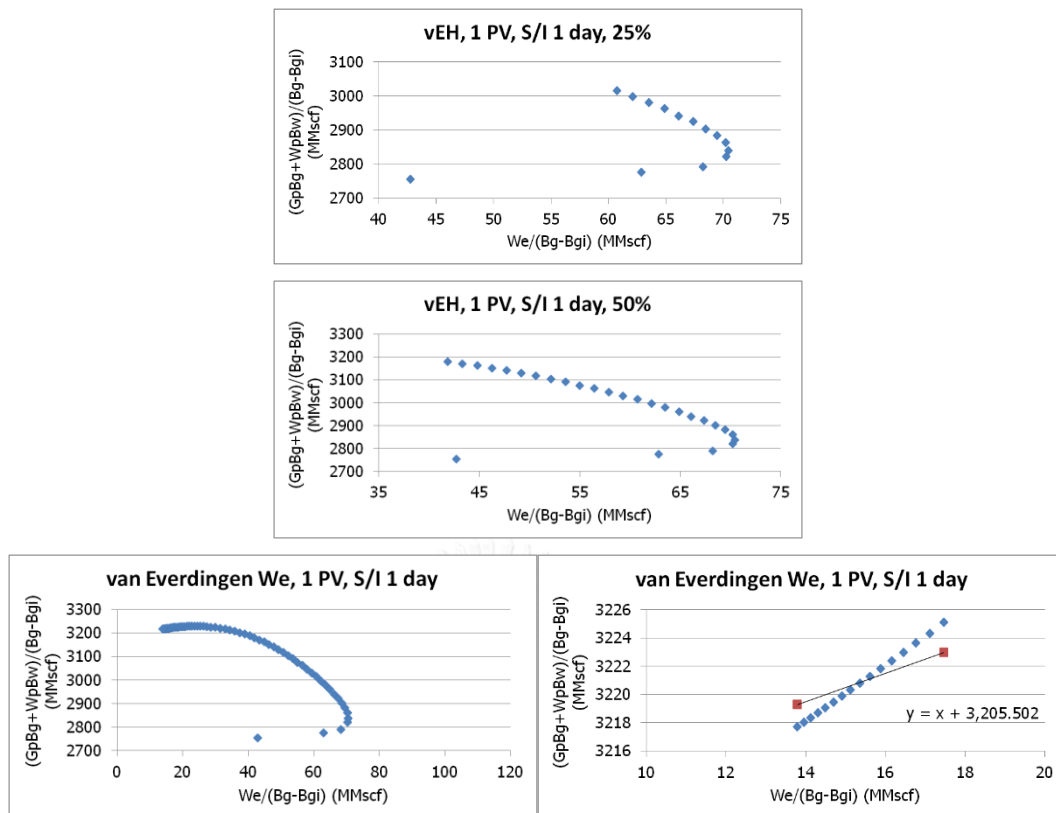 vEH, 1 PV, S/I 1 day, 25%
(GpBg+WpBw)/(Bg-Bgi)
(MMscf)
3100
3000
2900
2800
2700
40 45 50 55 60 65 70 75
We/(Bg-Bgi) (MMscf)
vEH, 1 PV, S/I 1 day, 50%
(GpBg+WpBw)/(Bg-Bgi)
(MMscf)
3300
3200
3100
3000
2900
2800
2700
35 45 55 65 75
We/(Bg-Bgi) (MMscf)
van Everdingen We, 1 PV, S/I 1 day
(GpBg+WpBw)/(Bg-Bgi)
(MMscf)
3300
3200
3100
3000
2900
2800
2700
0 20 40 60 80 100 120
We/(Bg-Bgi) (MMscf)
van Everdingen We, 1 PV, S/I 1 day
(GpBg+WpBw)/(Bg-Bgi)
(MMscf)
3226
3224
3222
3220
3218
3216
y = x + 3,205.502
10 12 14 16 18 20
We/(Bg-Bgi) (MMscf)